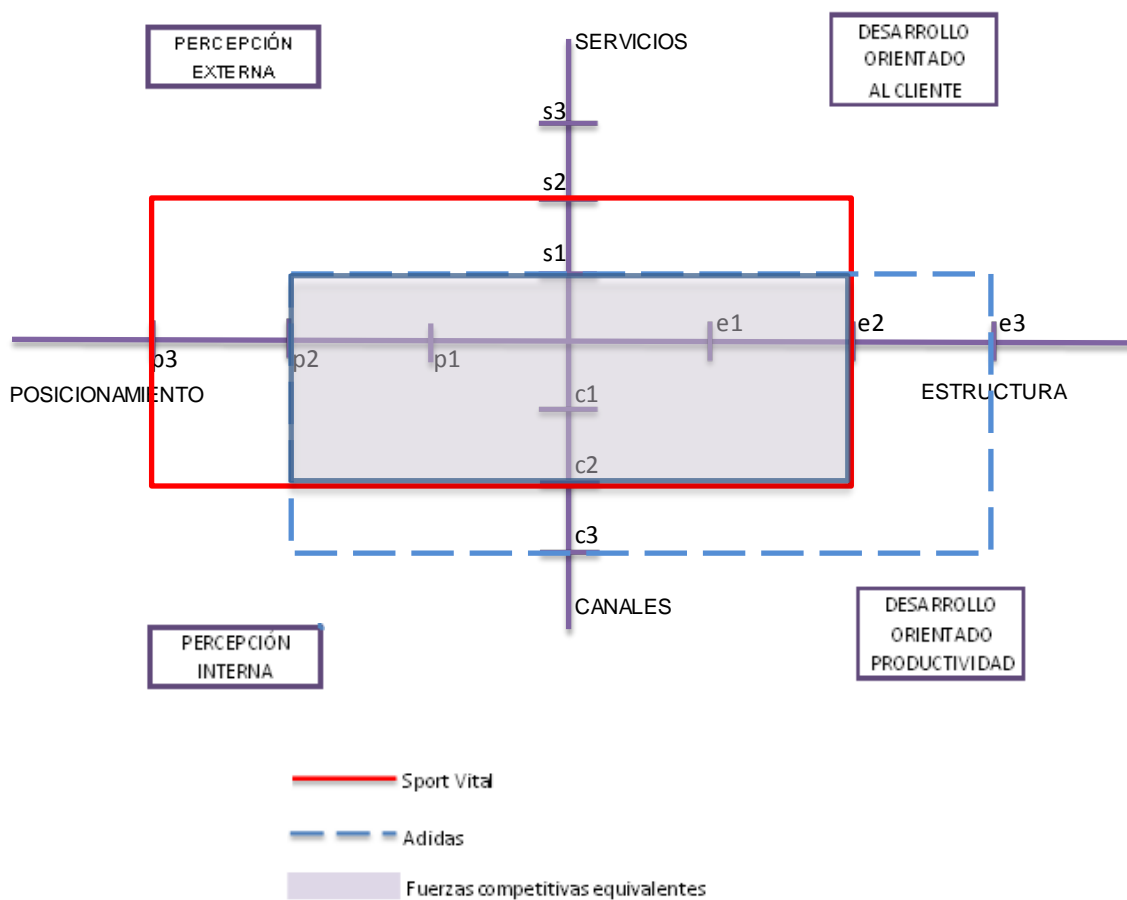 PERCEPCIÓN
EXTERNA
SERVICIOS
DESARROLLO
ORIENTADO
AL CLIENTE
s3
s2
s1
e1
e2
e3
p3
p2
p1
POSICIONAMIENTO
ESTRUCTURA
c1
c2
c3
CANALES
PERCEPCIÓN
INTERNA
DESARROLLO
ORIENTADO
PRODUCTIVIDAD
Sport Vital
Adidas
Fuerzas competitivas equivalentes